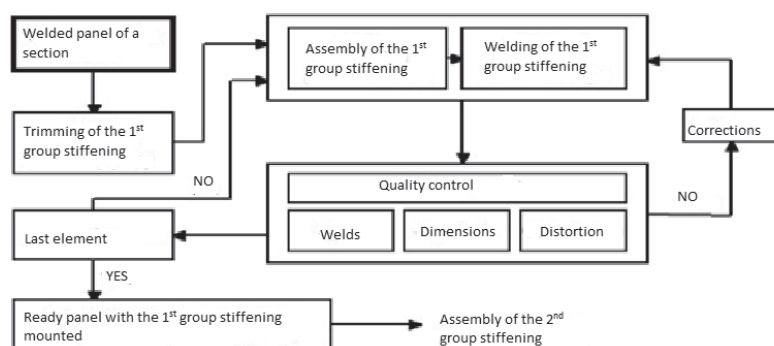 Welded panel of a
section
Assembly of the 1st
group stiffening
Welding of the 1st
group stiffening
Trimming of the 1st
group stiffening
Corrections
NO
Quality control
NO
Welds
Dimensions
Distortion
Last element
YES
Ready panel with the 1st group stiffening
mounted
Assembly of the 2nd
group stiffening